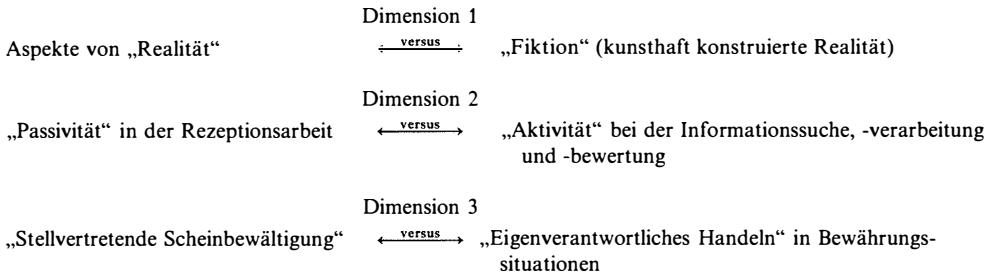 Dimension 1
Aspekte von „Realität“ versus „Fiktion“ (kunsthaft konstruierte Realität)
Dimension 2
„Passivität“ in der Rezeptionsarbeit versus „Aktivität“ bei der Informationssuche, -verarbeitung
und -bewertung
Dimension 3
„Stellvertretende Scheinbewältigung“ versus „Eigenverantwortliches Handeln“ in Bewährungs-
situationen